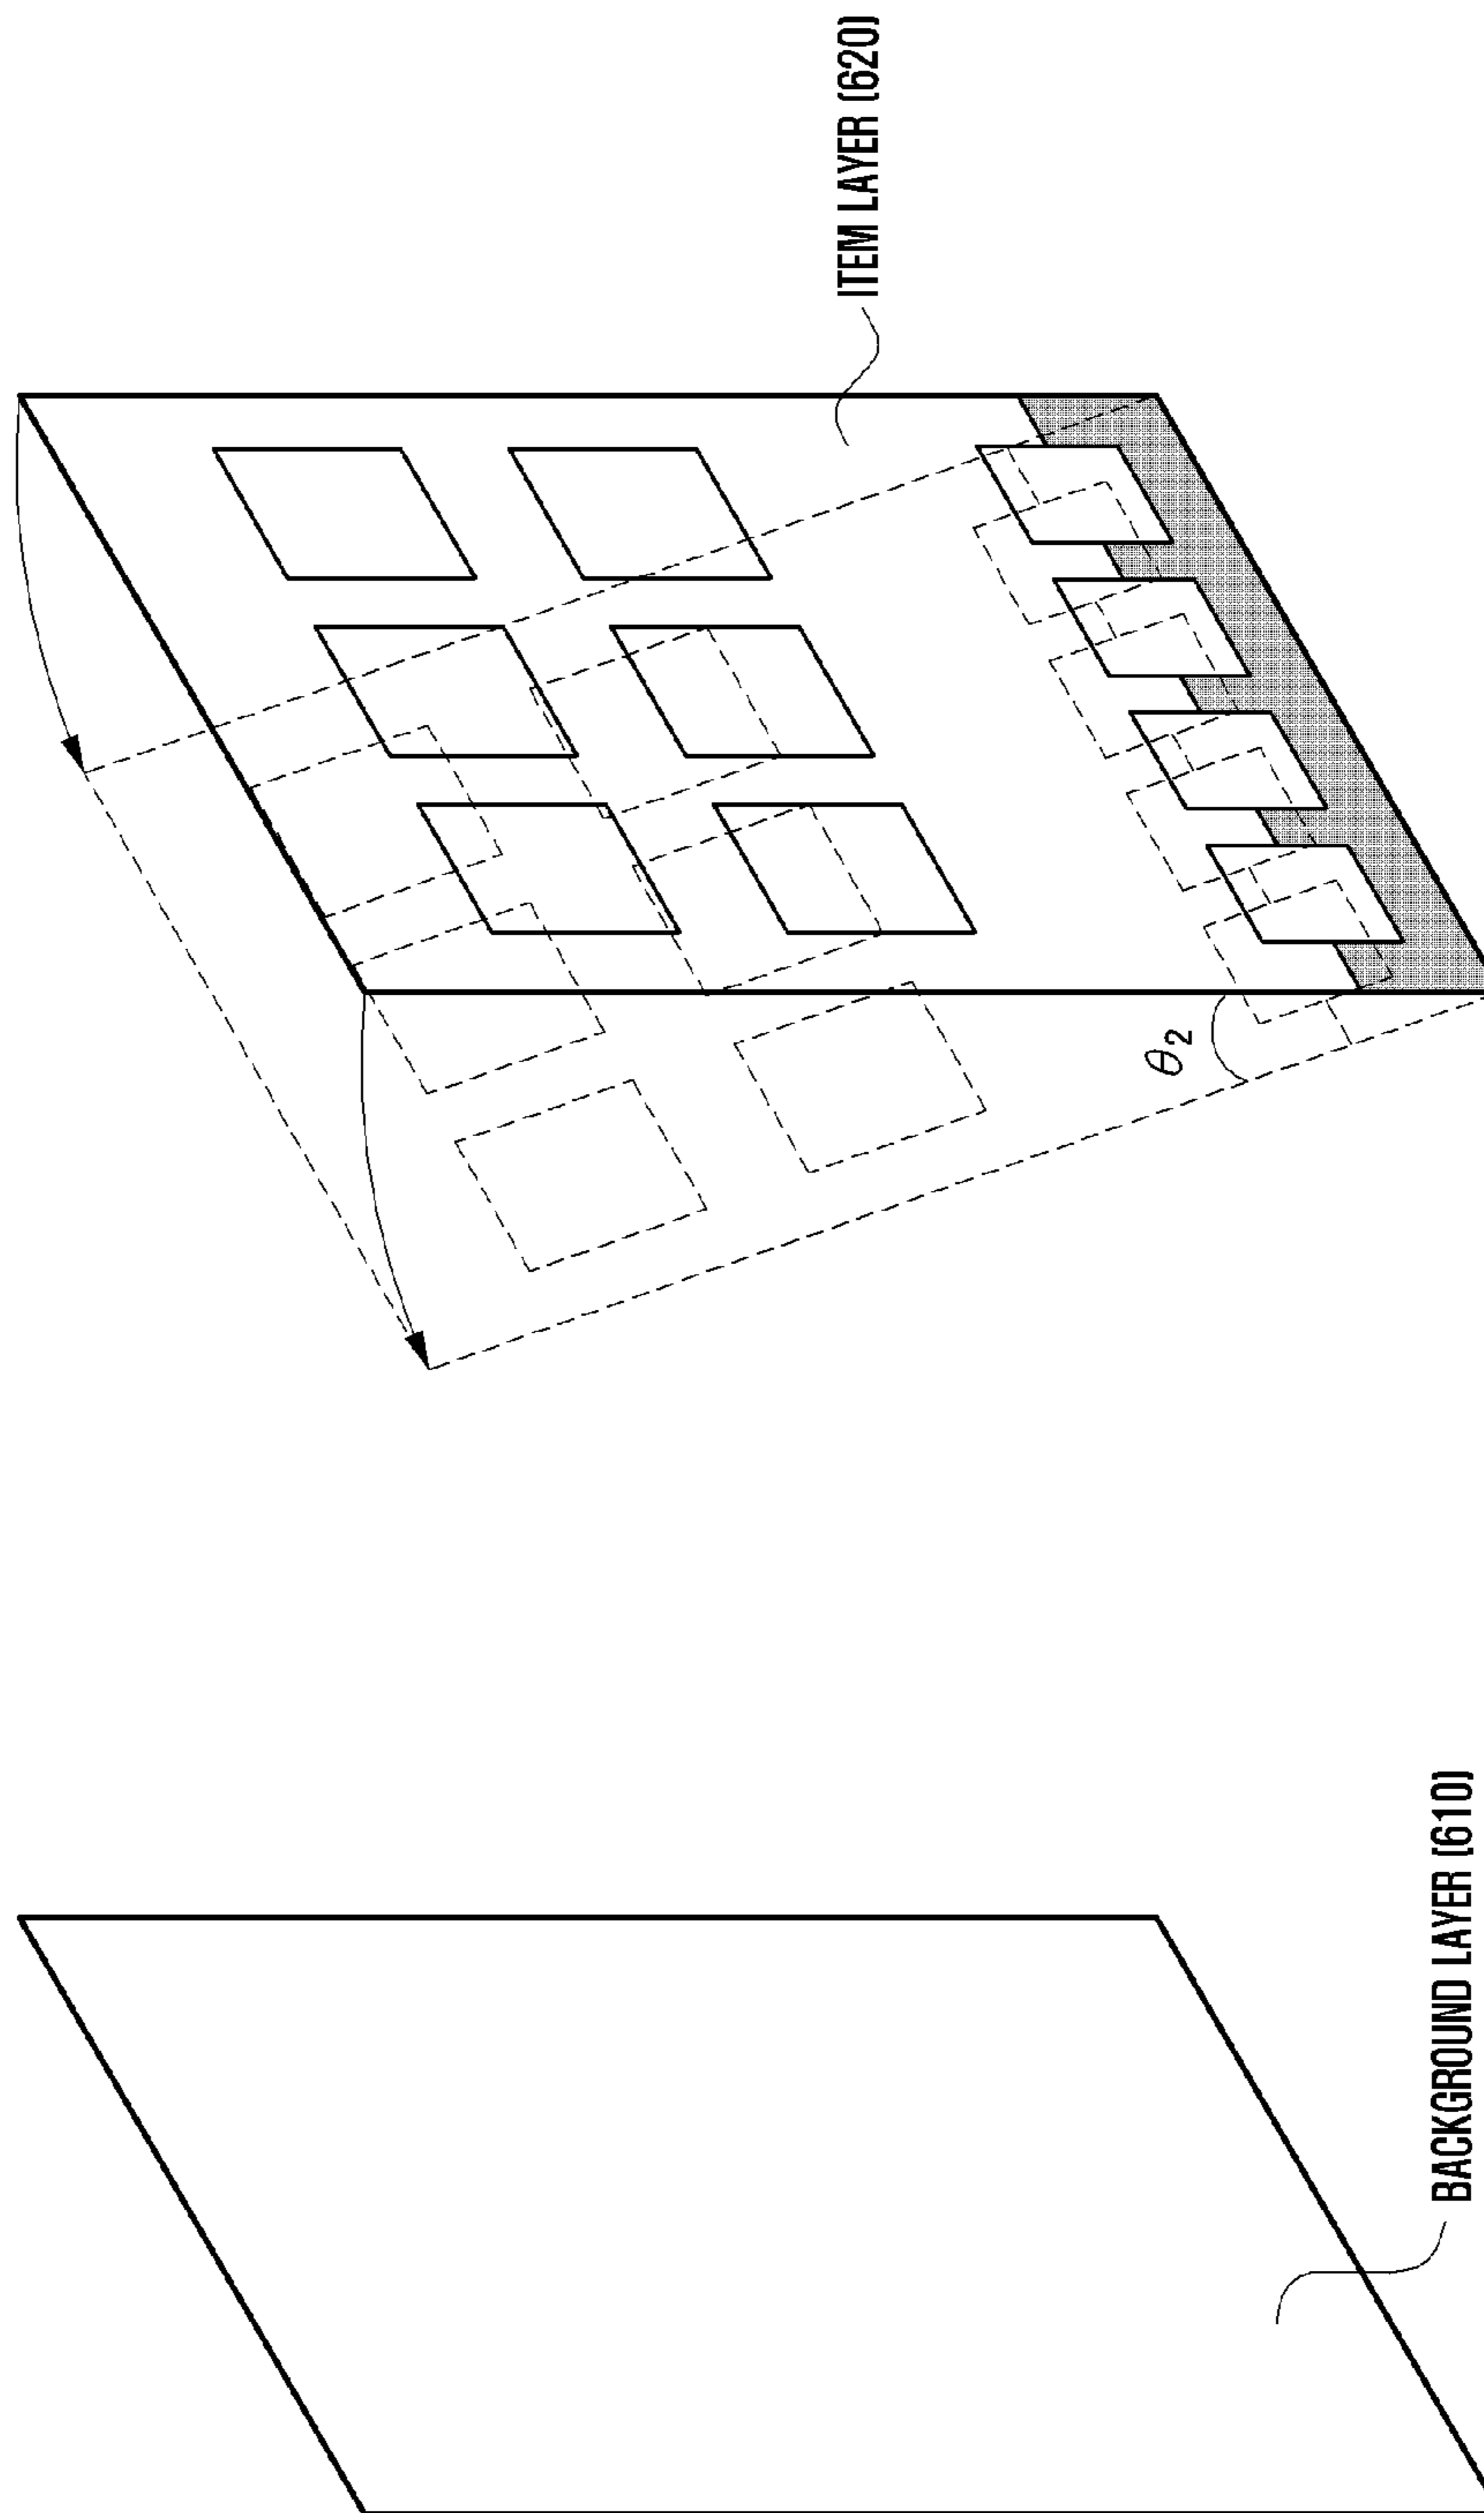 ITEM LAYER (620)
θ2
BACKGROUND LAYER (610)